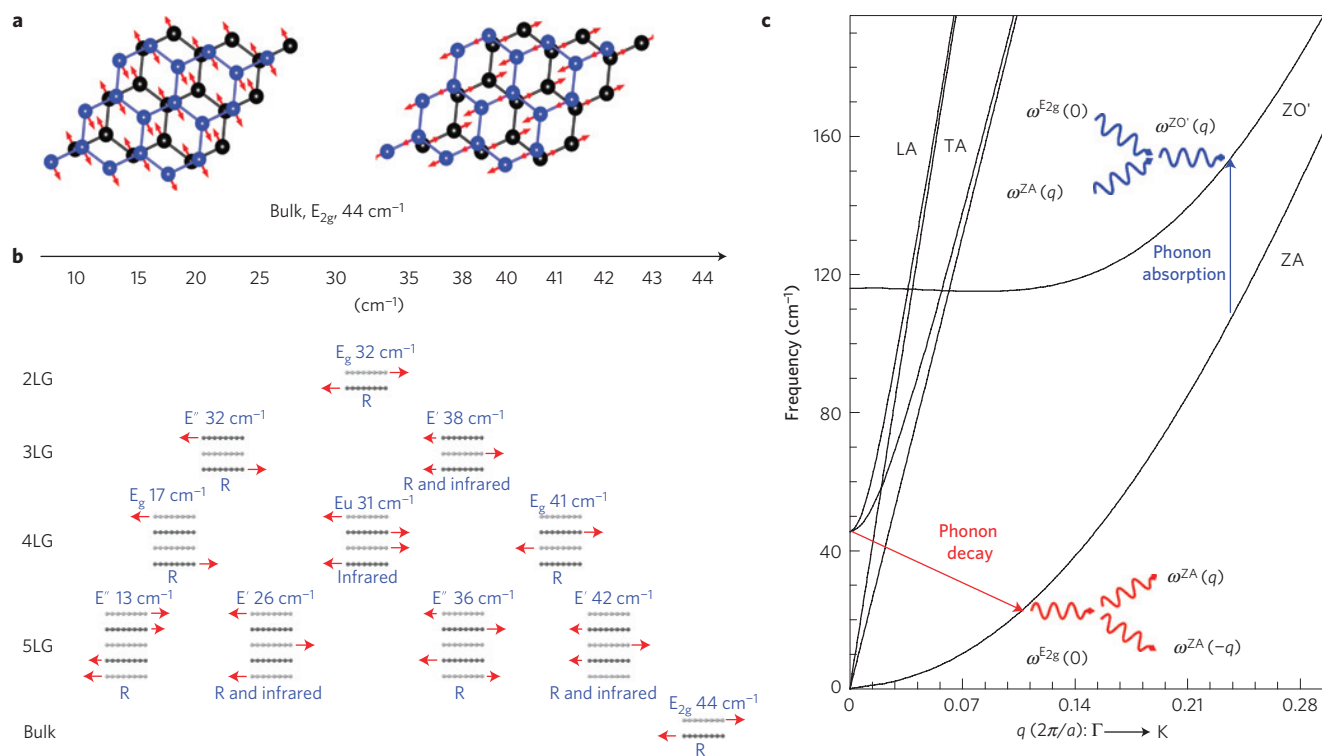 a
Bulk, E2g, 44 cm−1
b
10 15 20 25 30 35 38 40 41 42 43 44
(cm−1)
2LG
Eg 32 cm−1
R
3LG
E″ 32 cm−1
R
E′ 38 cm−1
R and infrared
4LG
Eg 17 cm−1
R
Eu 31 cm−1
Infrared
Eg 41 cm−1
R
5LG
E″ 13 cm−1
R
E′ 26 cm−1
R and infrared
E″ 36 cm−1
R
E′ 42 cm−1
R and infrared
Bulk
E2g 44 cm−1
R
c
Frequency (cm−1)
160
120
80
40
0
0 0.07 0.14 0.21 0.28
q (2π/a): Γ ⟶ K
LA
TA
ZO'
ZA
ωE2g(0)
ωZO'(q)
ωZA(q)
Phonon
absorption
Phonon
decay
ωZA(q)
ωZA(−q)
ωE2g(0)